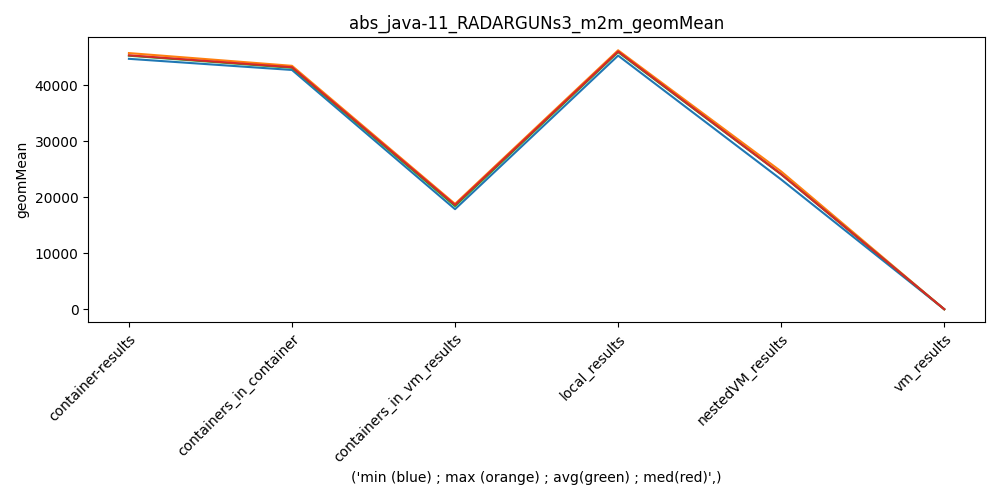 abs_java-11_RADARGUNs3_m2m_geomMean
geomMean
40000
30000
20000
10000
0
container-results
containers_in_container
containers_in_vm_results
local_results
nestedVM_results
vm_results
('min (blue) ; max (orange) ; avg(green) ; med(red)',)